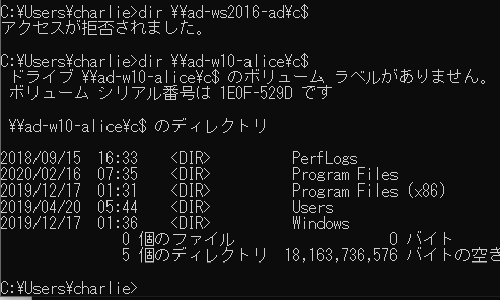 C:¥Users¥charlie>dir ¥¥ad-ws2016-ad¥c$
アクセスが拒否されました。
C:¥Users¥charlie>dir ¥¥ad-w10-alice¥c$
ドライブ ¥¥ad-w10-alice¥c$ のボリューム ラベルがありません。
ボリューム シリアル番号は 1E0F-529D です
¥¥ad-w10-alice¥c$ のディレクトリ
2018/09/15  16:33    <DIR>          PerfLogs
2020/02/16  07:35    <DIR>          Program Files
2019/12/17  01:31    <DIR>          Program Files (x86)
2019/04/20  05:44    <DIR>          Users
2019/12/17  01:36    <DIR>          Windows
0 個のファイル                   0 バイト
5 個のディレクトリ  18,163,736,576 バイトの空き
C:¥Users¥charlie>